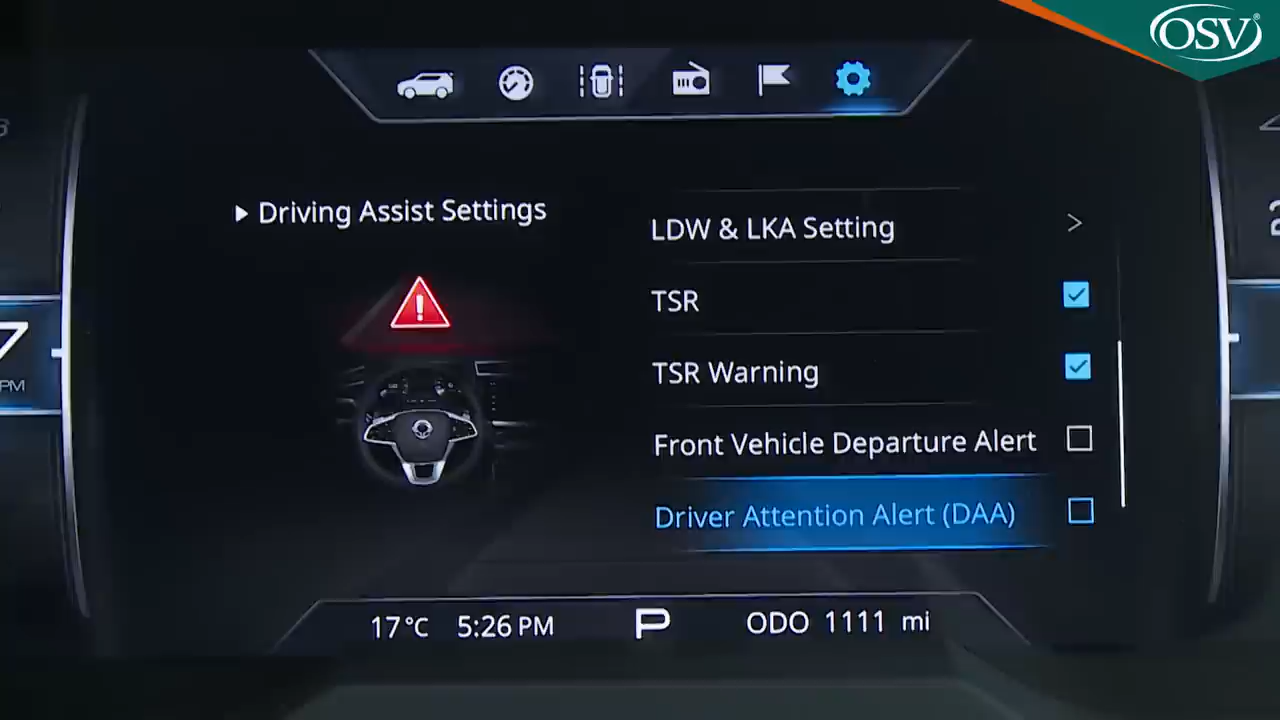 OSV
Driving Assist Settings
LDW & LKA Setting
TSR
TSR Warning
Front Vehicle Departure Alert
Driver Attention Alert (DAA)
17°C 5:26 PM P ODO 1111 mi